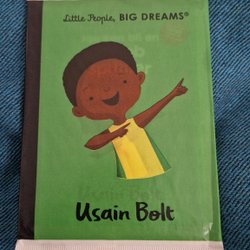 Little People, BIG DREAMS®
Usain Bolt